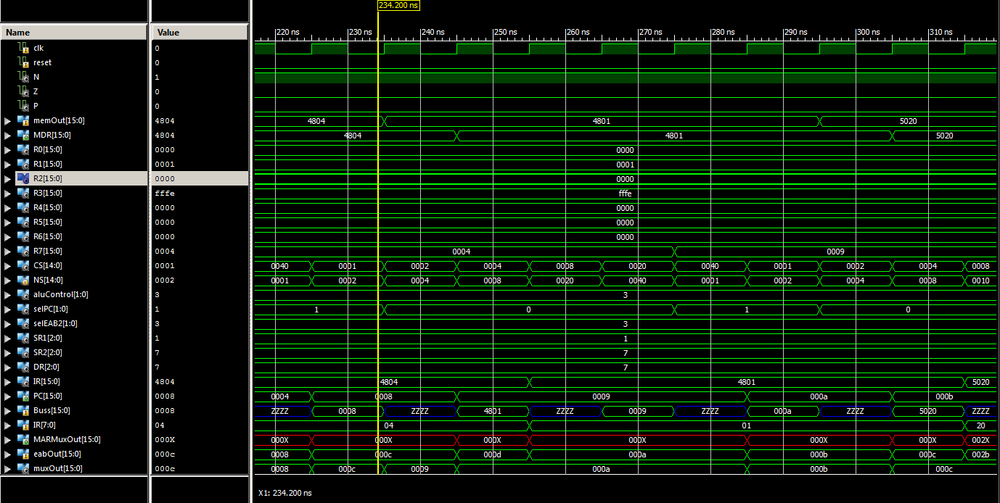 234.200 ns
Name Value 220 ns 230 ns 240 ns 250 ns 260 ns 270 ns 280 ns 290 ns 300 ns 310 ns
clk 0
reset 0
N 1
Z 0
P 0
memOut[15:0] 4804 4804 4801 5020
MDR[15:0] 4804 4804 4801 5020
R0[15:0] 0000 0000
R1[15:0] 0001 0001
R2[15:0] 0000 0000
R3[15:0] fffe fffe
R4[15:0] 0000 0000
R5[15:0] 0000 0000
R6[15:0] 0000 0000
R7[15:0] 0004 0004 0009
CS[14:0] 0001 0040 0001 0002 0004 0008 0020 0040 0001 0002 0004 0008
NS[14:0] 0002 0001 0002 0004 0008 0020 0040 0001 0002 0004 0008 0010
aluControl[1:0] 3 3
selPC[1:0] 1 1 0 1 0
selEAB2[1:0] 3 3
SR1[2:0] 1 1
SR2[2:0] 7 7
DR[2:0] 7 7
IR[15:0] 4804 4804 4801 5020
PC[15:0] 0008 0004 0008 0009 000a 000b
Buss[15:0] 0008 ZZZZ 0008 ZZZZ 4801 ZZZZ 0009 ZZZZ 000a ZZZZ 5020 ZZZZ
IR[7:0] 04 04 01 20
MARMuxOut[15:0] 000X 000X 000X 000X 000X 000X 000X 002X
eabOut[15:0] 000c 0008 000c 000d 000a 000b 000c 002b
muxOut[15:0] 000c 0008 000c 0009 000a 000b 000c
X1: 234.200 ns